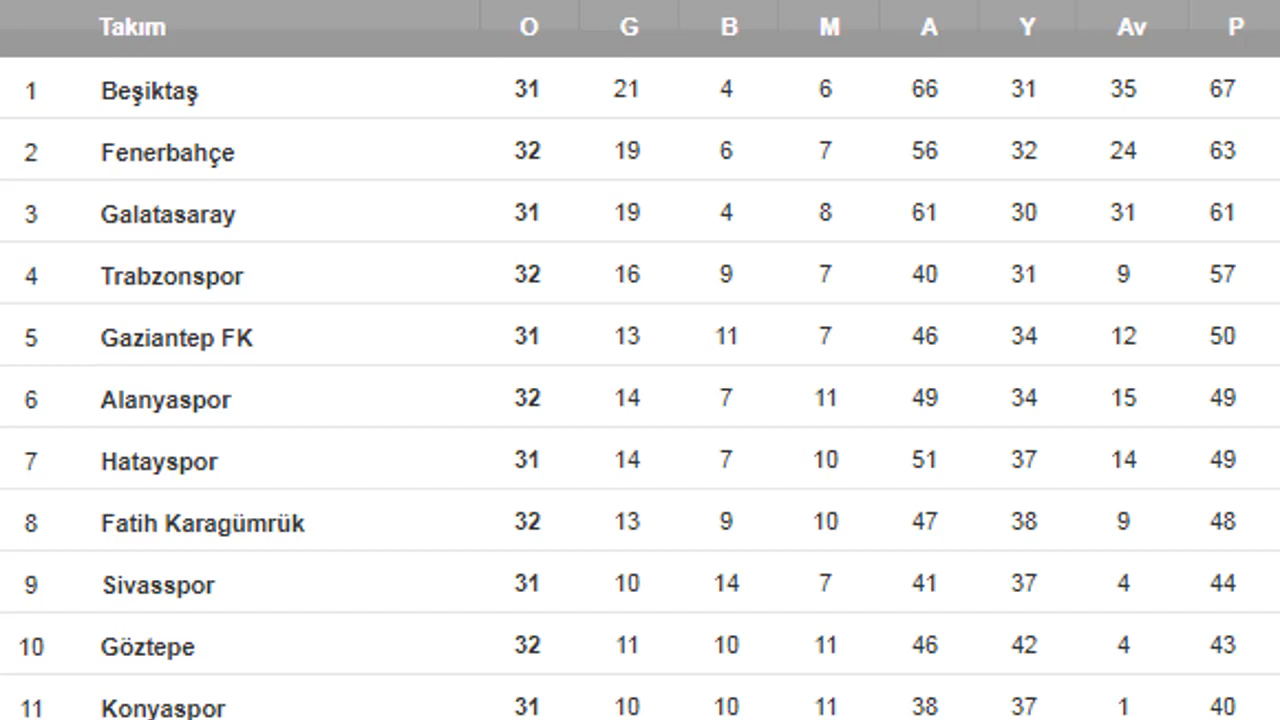 Takım O G B M A Y Av P
1 Beşiktaş 31 21 4 6 66 31 35 67
2 Fenerbahçe 32 19 6 7 56 32 24 63
3 Galatasaray 31 19 4 8 61 30 31 61
4 Trabzonspor 32 16 9 7 40 31 9 57
5 Gaziantep FK 31 13 11 7 46 34 12 50
6 Alanyaspor 32 14 7 11 49 34 15 49
7 Hatayspor 31 14 7 10 51 37 14 49
8 Fatih Karagümrük 32 13 9 10 47 38 9 48
9 Sivasspor 31 10 14 7 41 37 4 44
10 Göztepe 32 11 10 11 46 42 4 43
11 Konyaspor 31 10 10 11 38 37 1 40